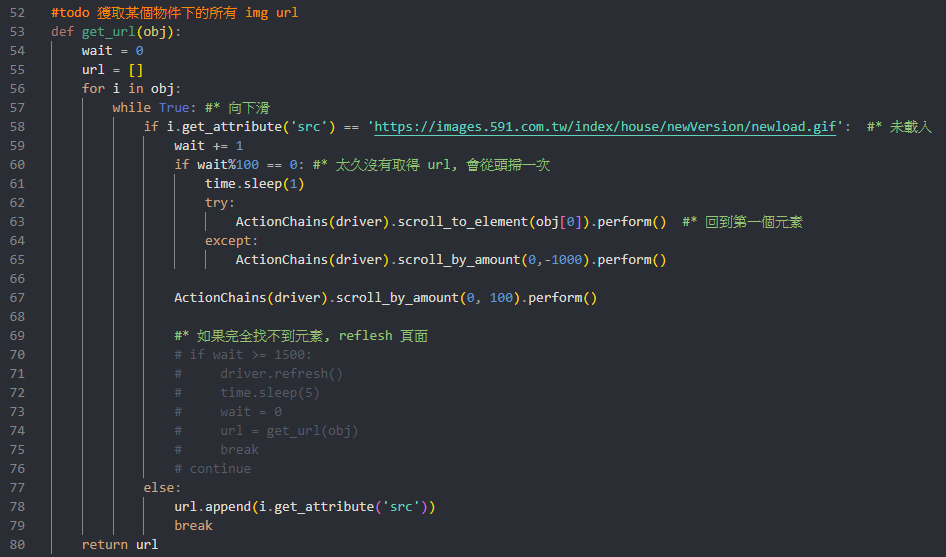 52 #todo 獲取某個物件下的所有 img url
53 def get_url(obj):
54     wait = 0
55     url = []
56     for i in obj:
57         while True: #* 向下滑
58             if i.get_attribute('src') == 'https://images.591.com.tw/index/house/newVersion/newload.gif':  #* 未載入
59                 wait += 1
60                 if wait%100 == 0: #* 太久沒有取得 url, 會從頭掃一次
61                     time.sleep(1)
62                     try:
63                         ActionChains(driver).scroll_to_element(obj[0]).perform()  #* 回到第一個元素
64                     except:
65                         ActionChains(driver).scroll_by_amount(0,-1000).perform()
66
67                 ActionChains(driver).scroll_by_amount(0, 100).perform()
68
69                 #* 如果完全找不到元素, reflesh 頁面
70                 # if wait >= 1500:
71                 #     driver.refresh()
72                 #     time.sleep(5)
73                 #     wait = 0
74                 #     url = get_url(obj)
75                 #     break
76                 # continue
77             else:
78                 url.append(i.get_attribute('src'))
79                 break
80     return url